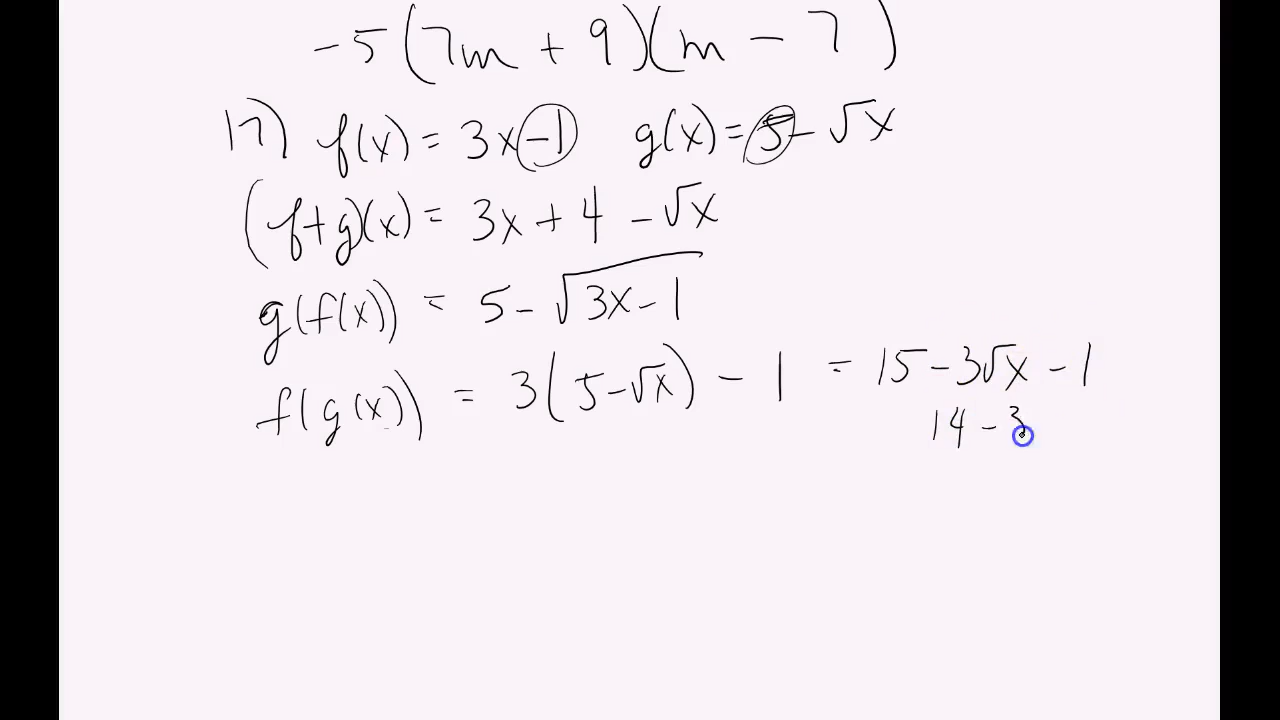 -5(7m + 9)(m - 7)
17) f(x) = 3x - 1 g(x) = 5 - √x
(f+g)(x) = 3x + 4 - √x
g(f(x)) = 5 - √(3x - 1)
f(g(x)) = 3(5 - √x) - 1 = 15 - 3√x - 1
14 - 3